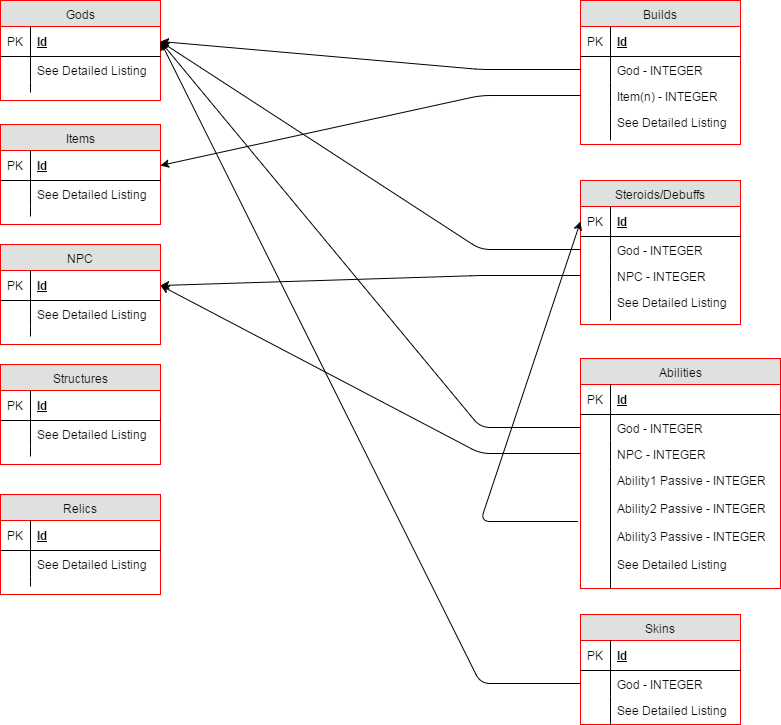 Gods
PK Id
See Detailed Listing
Items
PK Id
See Detailed Listing
NPC
PK Id
See Detailed Listing
Structures
PK Id
See Detailed Listing
Relics
PK Id
See Detailed Listing
Builds
PK Id
God - INTEGER
Item(n) - INTEGER
See Detailed Listing
Steroids/Debuffs
PK Id
God - INTEGER
NPC - INTEGER
See Detailed Listing
Abilities
PK Id
God - INTEGER
NPC - INTEGER
Ability1 Passive - INTEGER
Ability2 Passive - INTEGER
Ability3 Passive - INTEGER
See Detailed Listing
Skins
PK Id
God - INTEGER
See Detailed Listing